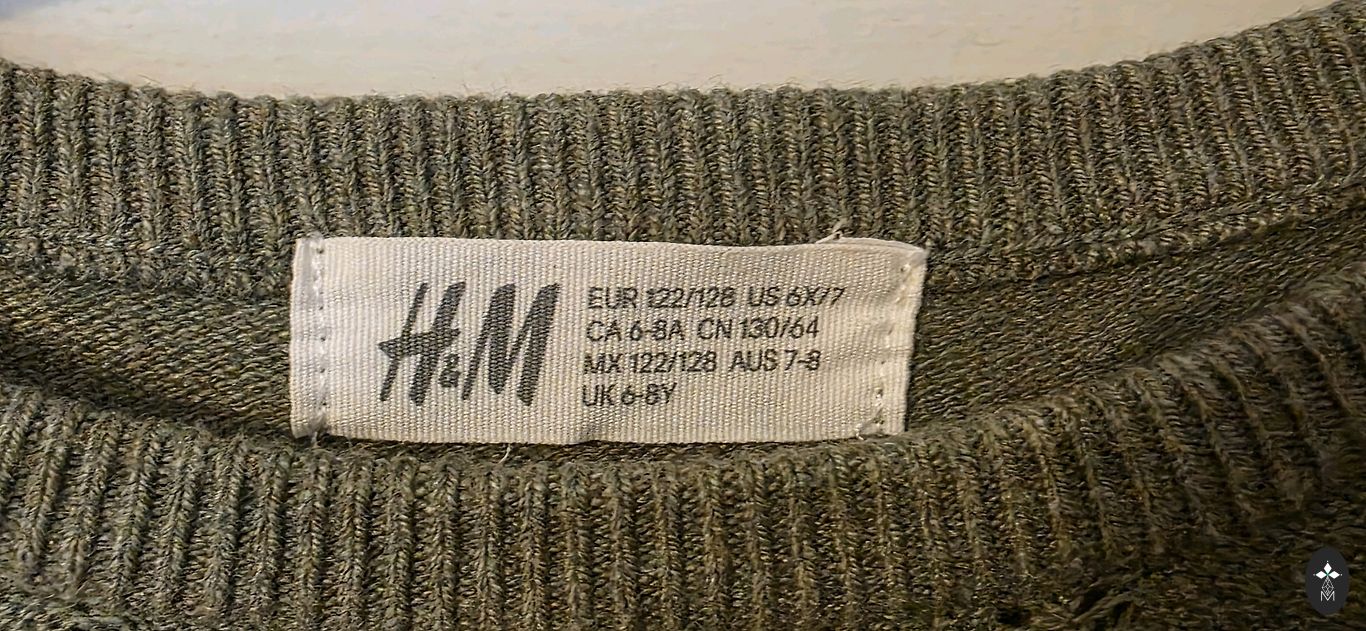 H&M
EUR 122/128 US 6X/7
CA 6-8A CN 130/64
MX 122/128 AUS 7-8
UK 6-8Y
M